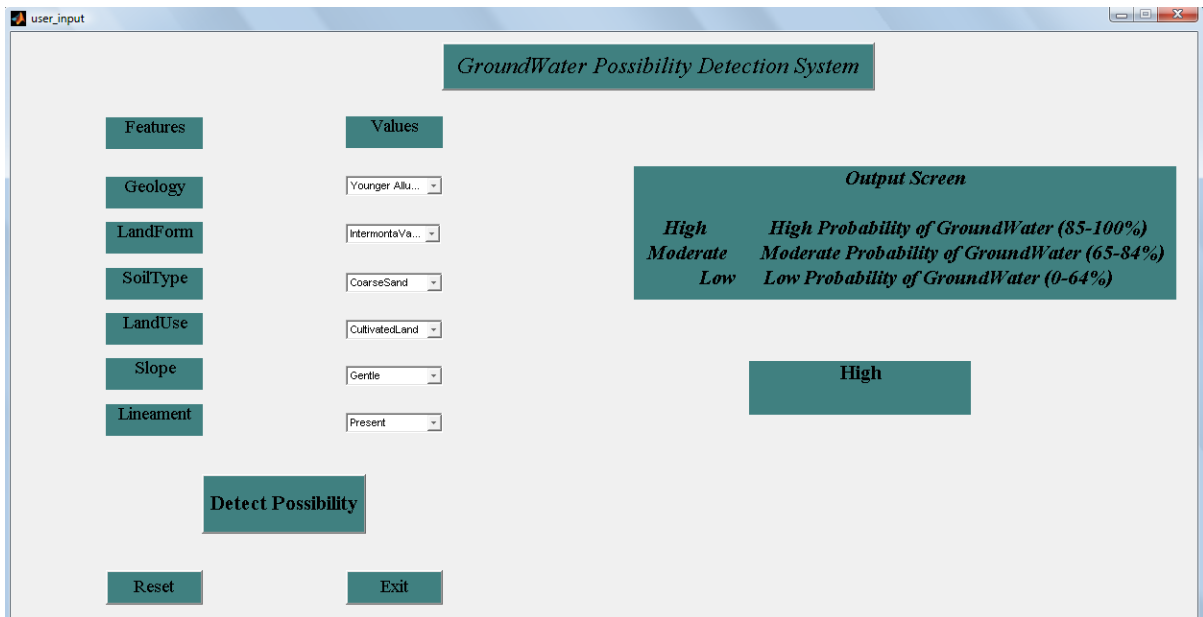 user_input
GroundWater Possibility Detection System
Features Values
Geology Younger Allu...
LandForm IntermontaVa...
SoilType CoarseSand
LandUse CultivatedLand
Slope Gentle
Lineament Present
Detect Possibility
Reset Exit
Output Screen
High High Probability of GroundWater (85-100%)
Moderate Moderate Probability of GroundWater (65-84%)
Low Low Probability of GroundWater (0-64%)
High